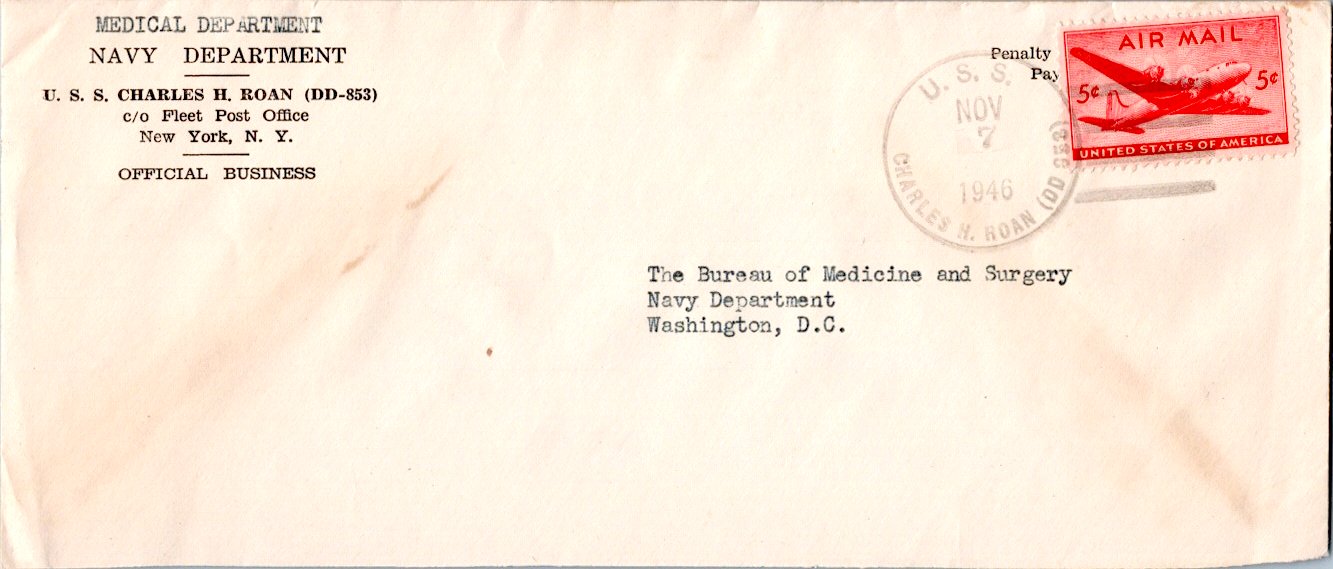 MEDICAL DEPARTMENT
NAVY DEPARTMENT
U. S. S. CHARLES H. ROAN (DD-853)
c/o Fleet Post Office
New York, N. Y.
OFFICIAL BUSINESS
Penalty
Pay
AIR MAIL
5¢ 5¢
UNITED STATES OF AMERICA
U. S. S.
NOV
7
1946
CHARLES H. ROAN (DD 853)
The Bureau of Medicine and Surgery
Navy Department
Washington, D.C.